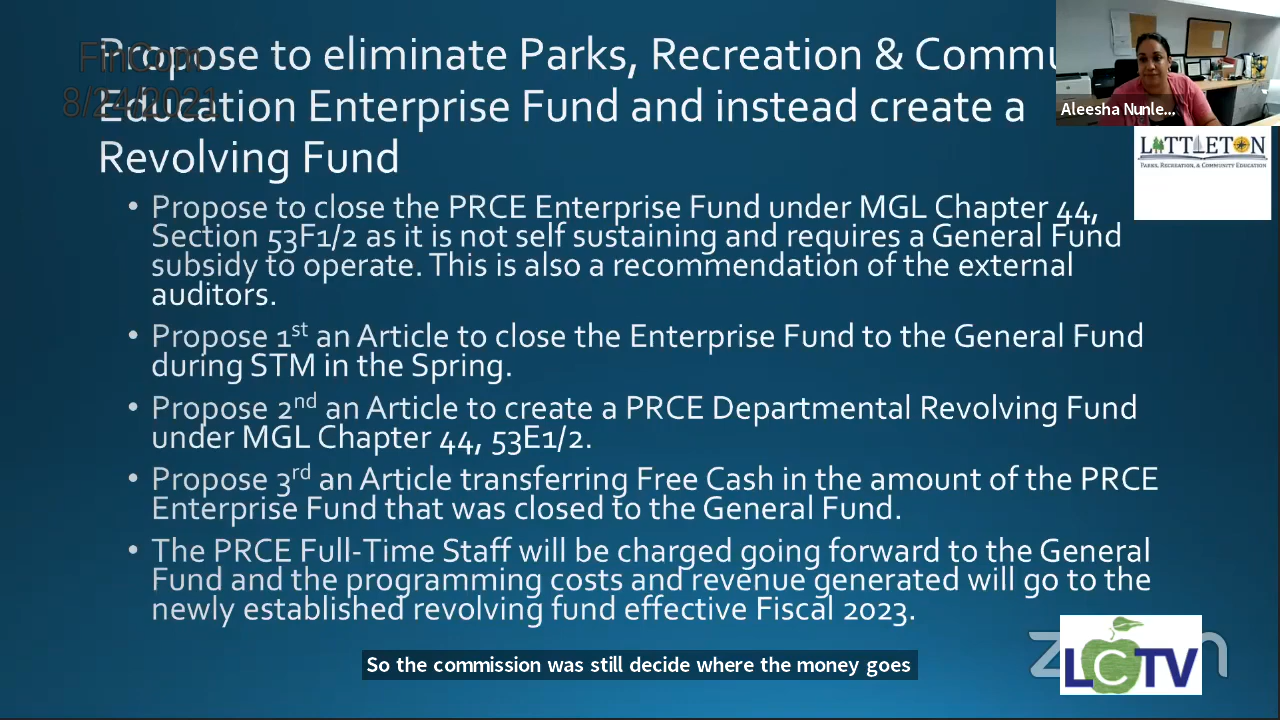 FinCom
8/24/2021
Propose to eliminate Parks, Recreation & Commu
Education Enterprise Fund and instead create a
Revolving Fund
Aleesha Nunle...
LITTLETON
PARKS, RECREATION, & COMMUNITY EDUCATION
• Propose to close the PRCE Enterprise Fund under MGL Chapter 44,
Section 53F1/2 as it is not self sustaining and requires a General Fund
subsidy to operate. This is also a recommendation of the external
auditors.
• Propose 1st an Article to close the Enterprise Fund to the General Fund
during STM in the Spring.
• Propose 2nd an Article to create a PRCE Departmental Revolving Fund
under MGL Chapter 44, 53E1/2.
• Propose 3rd an Article transferring Free Cash in the amount of the PRCE
Enterprise Fund that was closed to the General Fund.
• The PRCE Full-Time Staff will be charged going forward to the General
Fund and the programming costs and revenue generated will go to the
newly established revolving fund effective Fiscal 2023.
So the commission was still decide where the money goes
LCTV